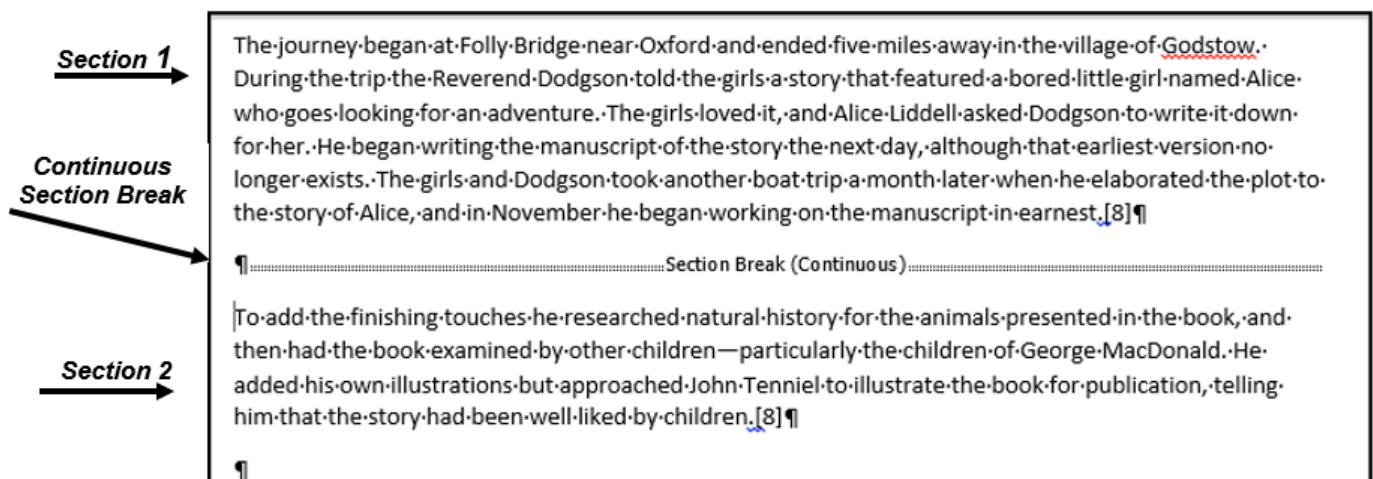 Section 1
The·journey·began·at·Folly·Bridge·near·Oxford·and·ended·five·miles·away·in·the·village·of·Godstow.·
During·the·trip·the·Reverend·Dodgson·told·the·girls·a·story·that·featured·a·bored·little·girl·named·Alice·
who·goes·looking·for·an·adventure.·The·girls·loved·it,·and·Alice·Liddell·asked·Dodgson·to·write·it·down·
for·her.·He·began·writing·the·manuscript·of·the·story·the·next·day,·although·that·earliest·version·no·
longer·exists.·The·girls·and·Dodgson·took·another·boat·trip·a·month·later·when·he·elaborated·the·plot·to·
the·story·of·Alice,·and·in·November·he·began·working·on·the·manuscript·in·earnest.[8]¶
Continuous
Section Break
¶Section Break (Continuous)
Section 2
To·add·the·finishing·touches·he·researched·natural·history·for·the·animals·presented·in·the·book,·and·
then·had·the·book·examined·by·other·children—particularly·the·children·of·George·MacDonald.·He·
added·his·own·illustrations·but·approached·John·Tenniel·to·illustrate·the·book·for·publication,·telling·
him·that·the·story·had·been·well·liked·by·children.[8]¶
¶